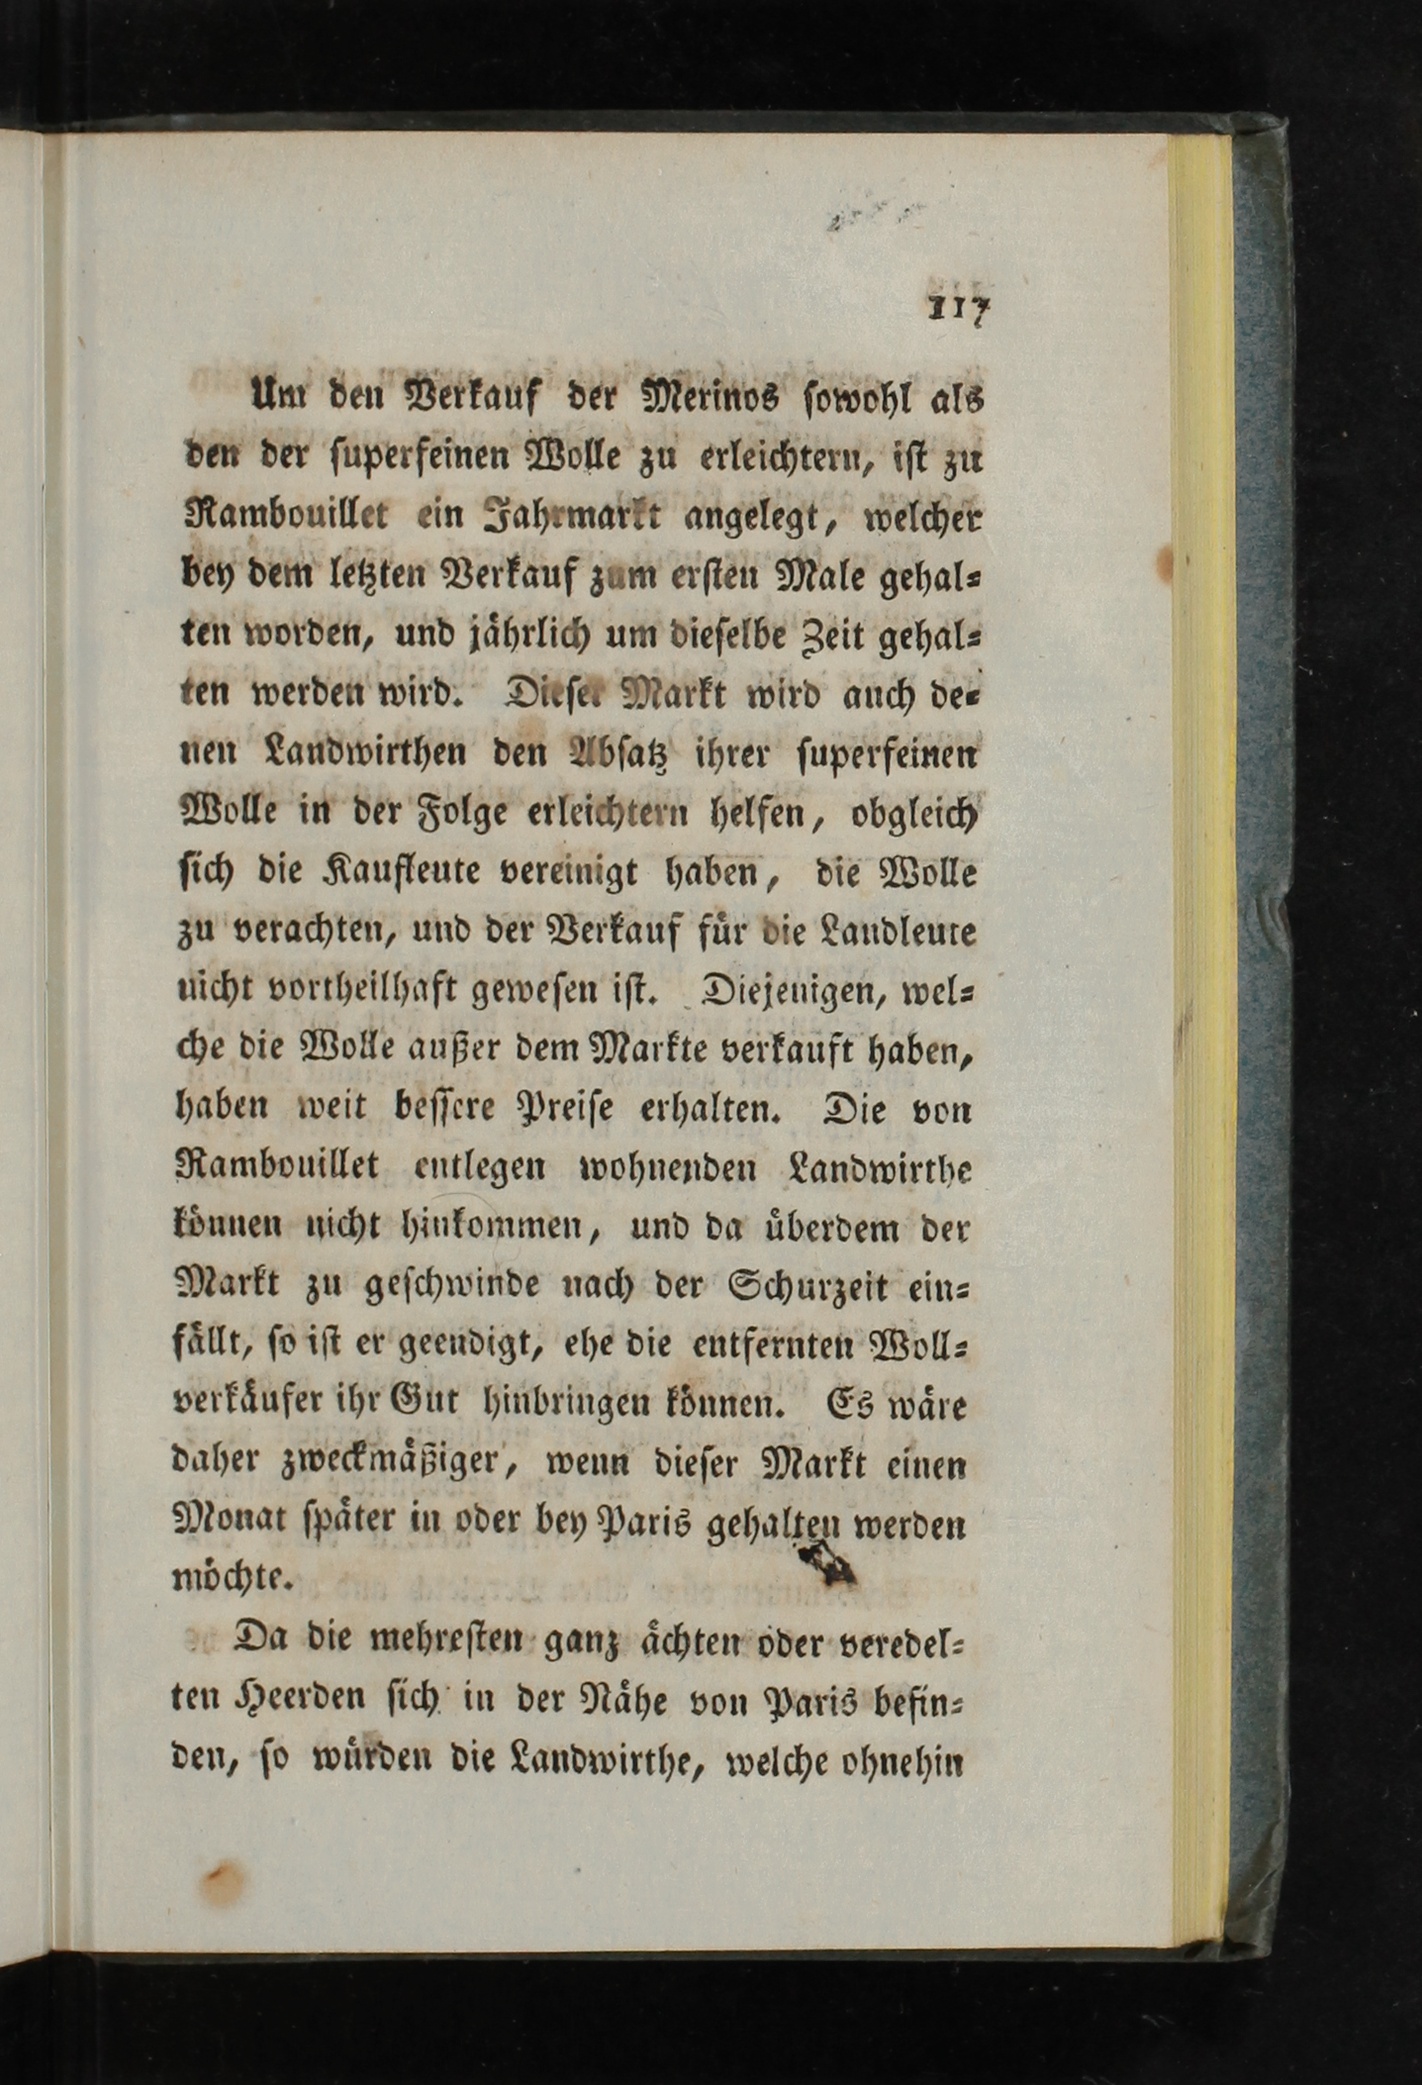 117
Um den Verkauf der Merinos sowohl als
den der superfeinen Wolle zu erleichtern, ist zu
Rambouillet ein Jahrmarkt angelegt, welcher
bey dem letzten Verkauf zum ersten Male gehal-
ten worden, und jährlich um dieselbe Zeit gehal-
ten werden wird. Dieser Markt wird auch de-
nen Landwirthen den Absatz ihrer superfeinen
Wolle in der Folge erleichtern helfen, obgleich
sich die Kaufleute vereinigt haben, die Wolle
zu verachten, und der Verkauf für die Landleute
nicht vortheilhaft gewesen ist. Diejenigen, wel-
che die Wolle außer dem Markte verkauft haben,
haben weit bessere Preise erhalten. Die von
Rambouillet entlegen wohnenden Landwirthe
können nicht hinkommen, und da überdem der
Markt zu geschwinde nach der Schurzeit ein-
fällt, so ist er geendigt, ehe die entfernten Woll-
verkäufer ihr Gut hinbringen können. Es wäre
daher zweckmäßiger, wenn dieser Markt einen
Monat später in oder bey Paris gehalten werden
möchte.
Da die mehresten ganz ächten oder veredel-
ten Heerden sich in der Nähe von Paris befin-
den, so würden die Landwirthe, welche ohnehin